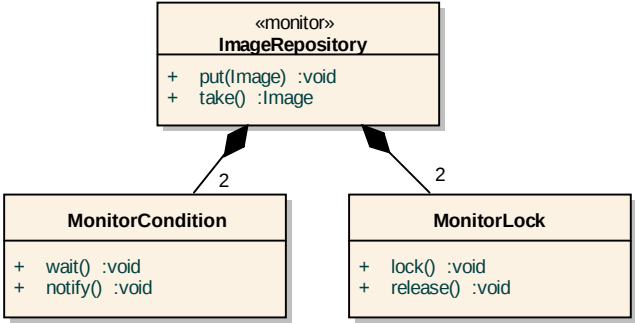 «monitor»
ImageRepository
+ put(Image) :void
+ take() :Image
2
2
MonitorCondition
+ wait() :void
+ notify() :void
MonitorLock
+ lock() :void
+ release() :void